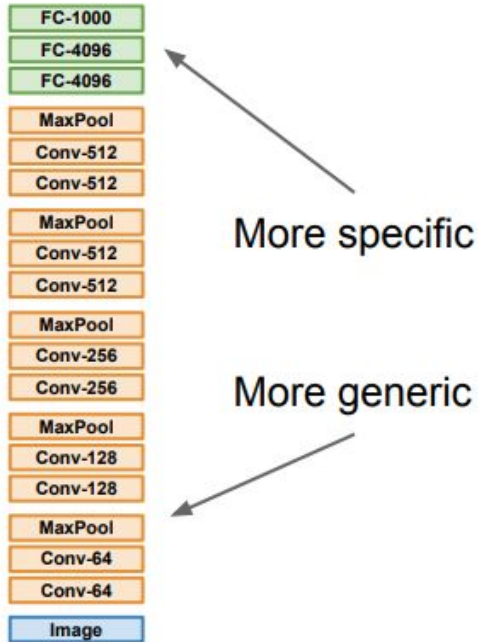 FC-1000
FC-4096
FC-4096
MaxPool
Conv-512
Conv-512
MaxPool
Conv-512
Conv-512
MaxPool
Conv-256
Conv-256
MaxPool
Conv-128
Conv-128
MaxPool
Conv-64
Conv-64
Image
More specific
More generic